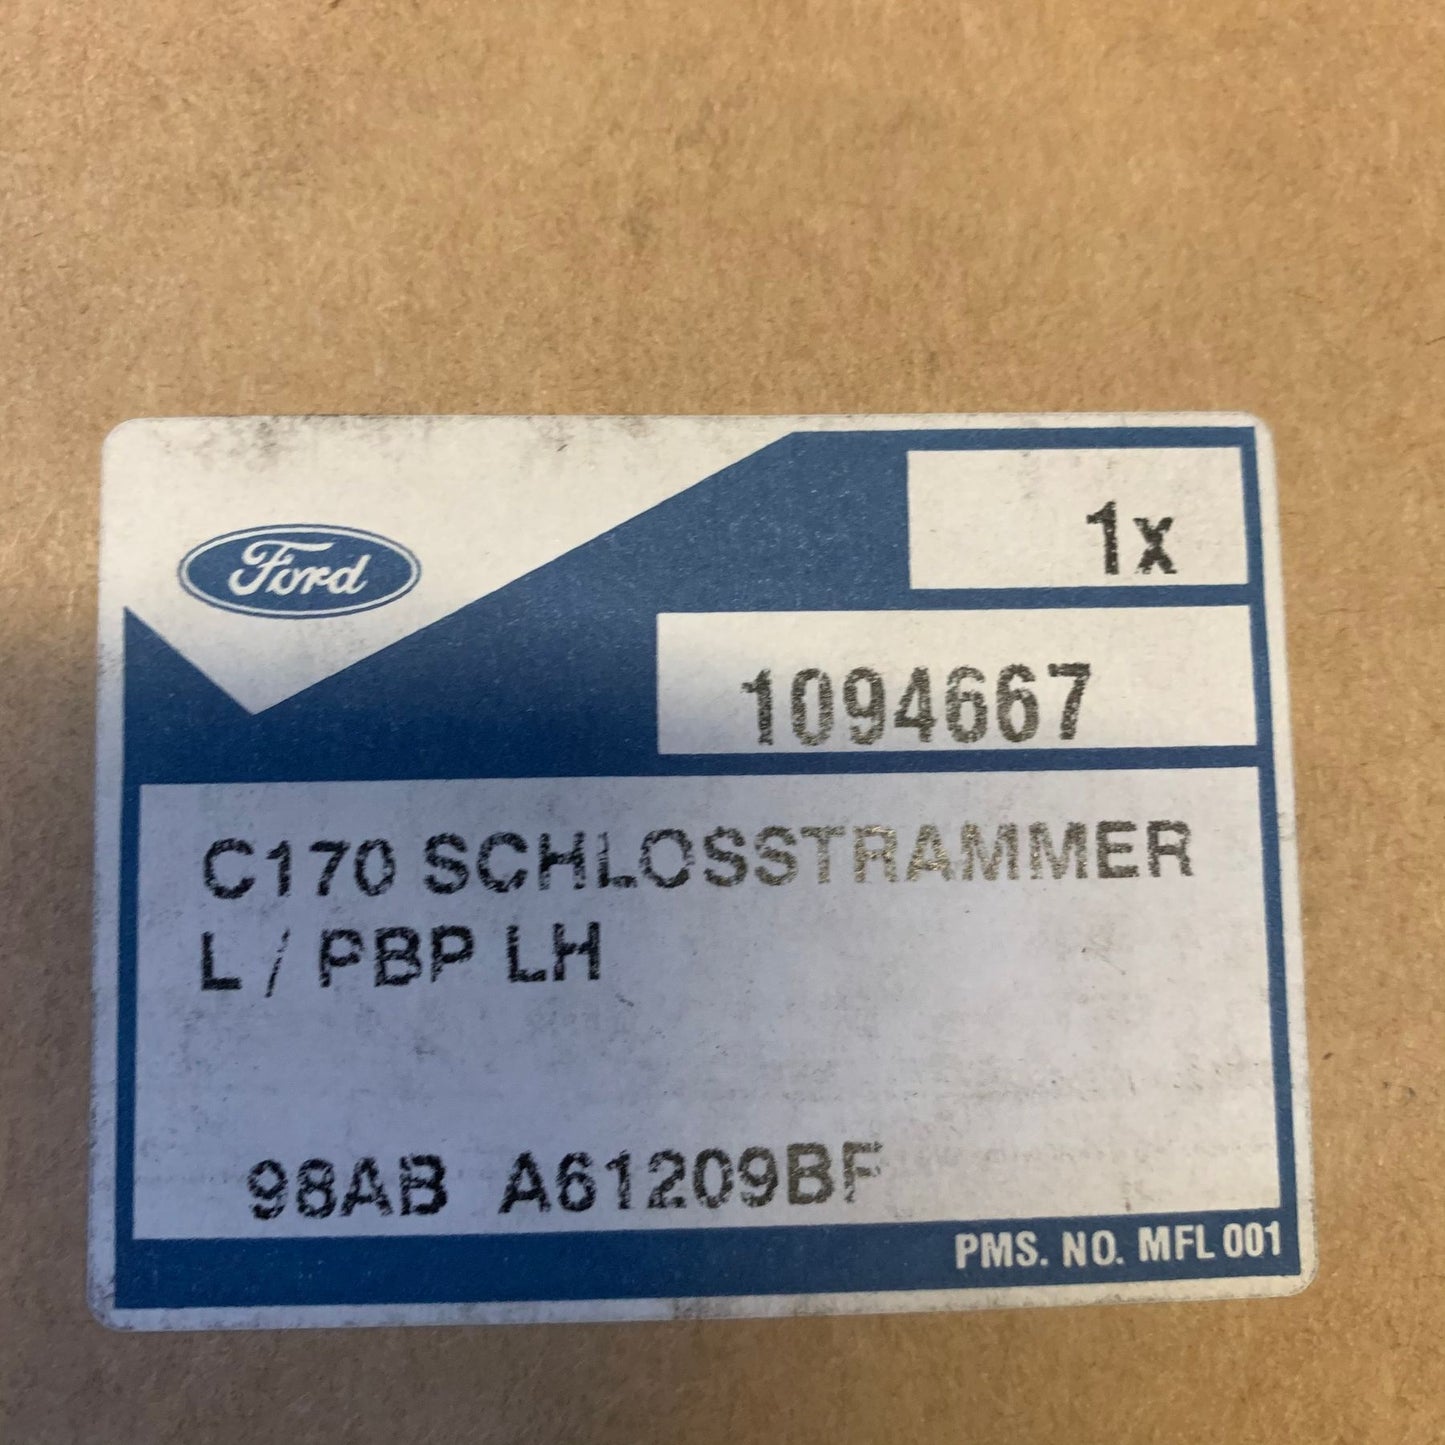 Ford
1x
1094667
C170 SCHLOSSTRAMMER
L / PBP LH
98AB A61209BF
PMS. NO. MFL 001